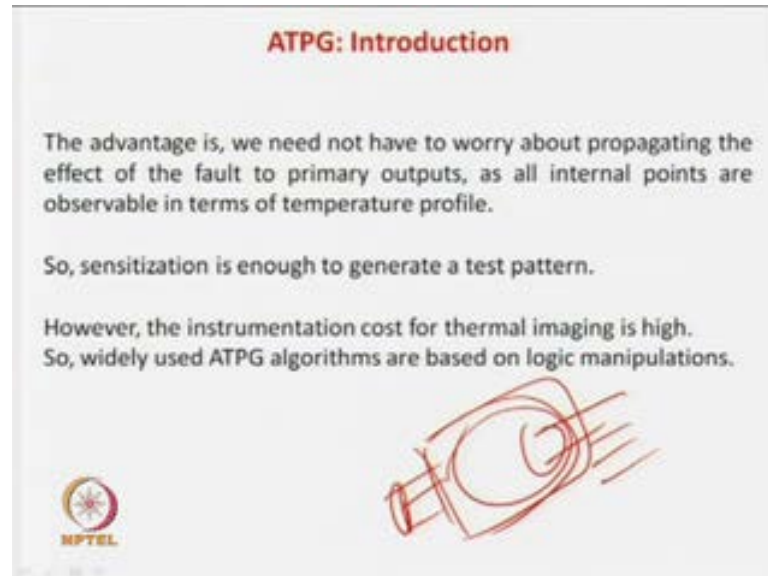 ATPG: Introduction
The advantage is, we need not have to worry about propagating the
effect of the fault to primary outputs, as all internal points are
observable in terms of temperature profile.
So, sensitization is enough to generate a test pattern.
However, the instrumentation cost for thermal imaging is high.
So, widely used ATPG algorithms are based on logic manipulations.
NPTEL